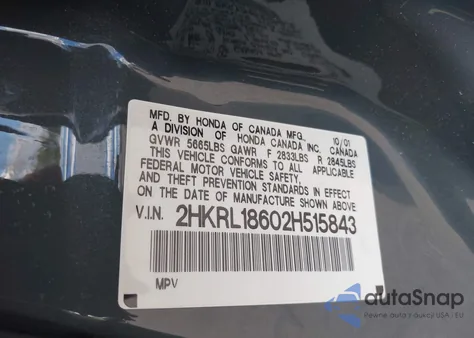 MFD. BY HONDA OF CANADA MFG. 10/01
A DIVISION OF HONDA CANADA INC. CANADA
GVWR 5665LBS GAWR F 2833LBS R 2845LBS
THIS VEHICLE CONFORMS TO ALL APPLICABLE
FEDERAL MOTOR VEHICLE SAFETY,
AND THEFT PREVENTION STANDARDS IN EFFECT
ON THE DATE OF MANUFACTURE SHOWN ABOVE
V.I.N. 2HKRL18602H515843
MPV
autaSnap